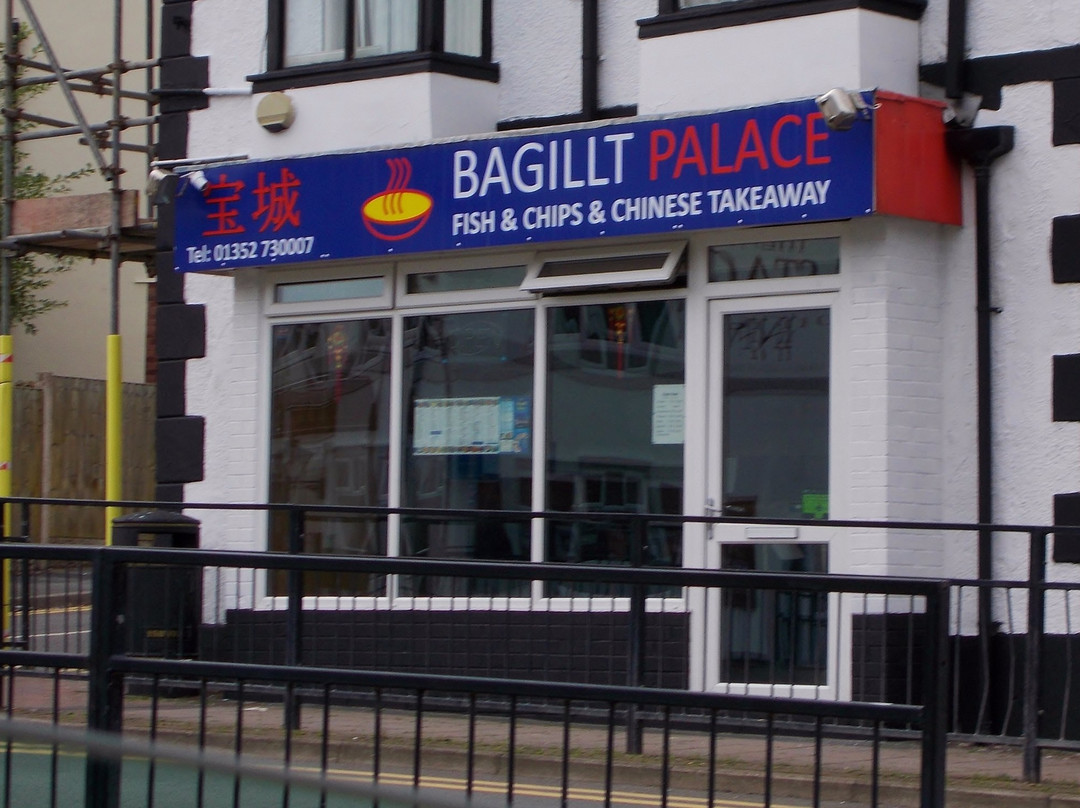 宝城
Tel: 01352 730007
BAGILLT PALACE
FISH & CHIPS & CHINESE TAKEAWAY